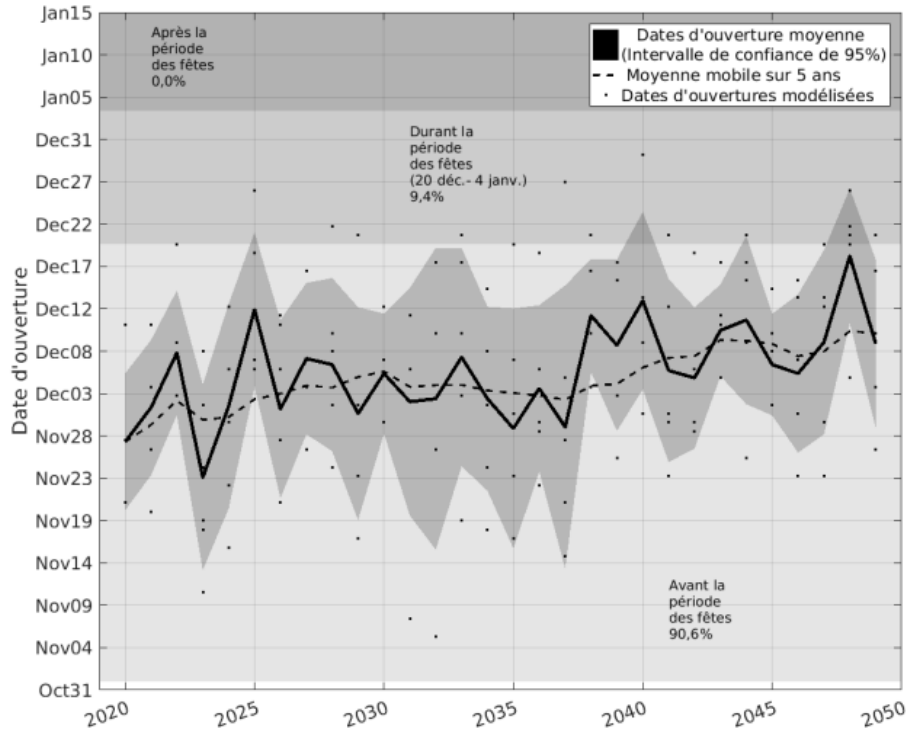 Jan15
Jan10
Jan05
Dec31
Dec27
Dec22
Dec17
Dec12
Dec08
Dec03
Nov28
Nov23
Nov19
Nov14
Nov09
Nov04
Oct31
Date d'ouverture
Après la
période
des fêtes
0,0%
Dates d'ouverture moyenne
(Intervalle de confiance de 95%)
Moyenne mobile sur 5 ans
Dates d'ouvertures modélisées
Durant la
période
des fêtes
(20 déc.- 4 janv.)
9,4%
Avant la
période
des fêtes
90,6%
2020
2025
2030
2035
2040
2045
2050